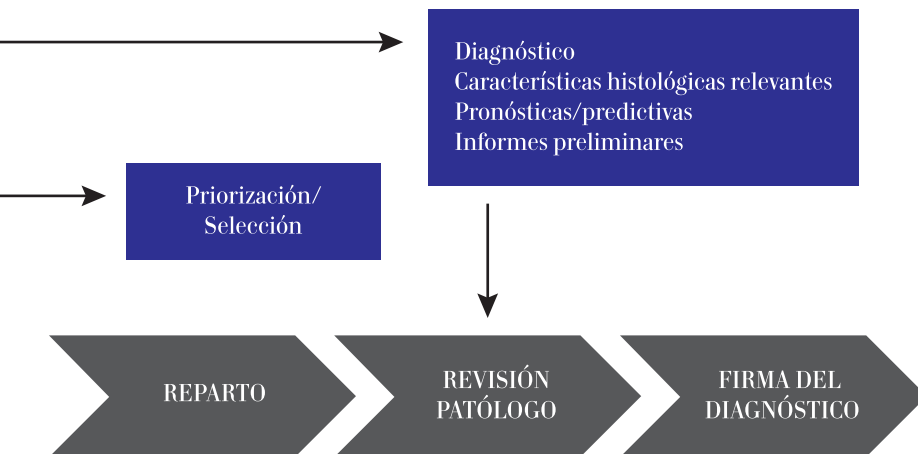 Diagnóstico
Características histológicas relevantes
Pronósticas/predictivas
Informes preliminares
Priorización/
Selección
REPARTO
REVISIÓN
PATÓLOGO
FIRMA DEL
DIAGNÓSTICO